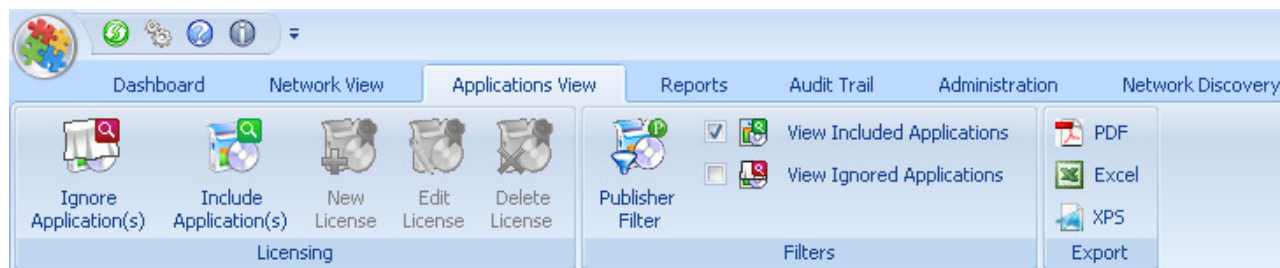 Dashboard
Network View
Applications View
Reports
Audit Trail
Administration
Network Discovery
Ignore
Application(s)
Include
Application(s)
New
License
Edit
License
Delete
License
Licensing
Publisher
Filter
View Included Applications
View Ignored Applications
Filters
PDF
Excel
XPS
Export